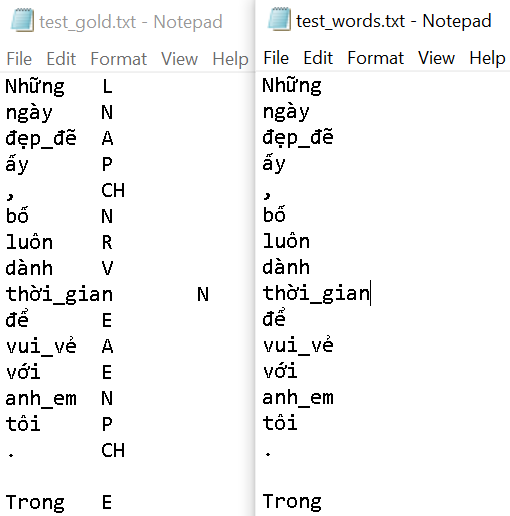 test_gold.txt - Notepad
File Edit Format View Help
Những L
ngày N
đẹp_đẽ A
ấy P
, CH
bố N
luôn R
dành V
thời_gian N
để E
vui_vẻ A
với E
anh_em N
tôi P
. CH
Trong E
test_words.txt - Notepad
File Edit Format View Help
Những
ngày
đẹp_đẽ
ấy
,
bố
luôn
dành
thời_gian
để
vui_vẻ
với
anh_em
tôi
.
Trong